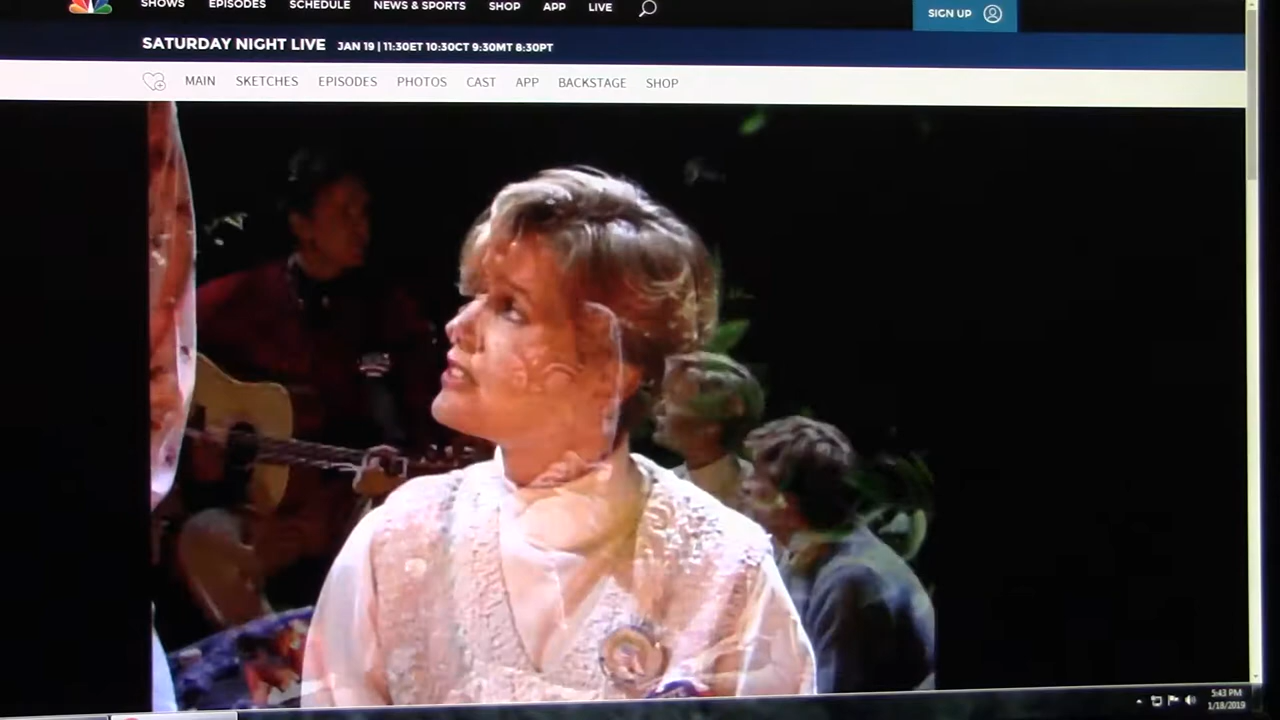 SHOWS EPISODES SCHEDULE NEWS & SPORTS SHOP APP LIVE SIGN UP
SATURDAY NIGHT LIVE JAN 19 | 11:30ET 10:30CT 9:30MT 8:30PT
MAIN SKETCHES EPISODES PHOTOS CAST APP BACKSTAGE SHOP
5:43 PM
1/18/2019